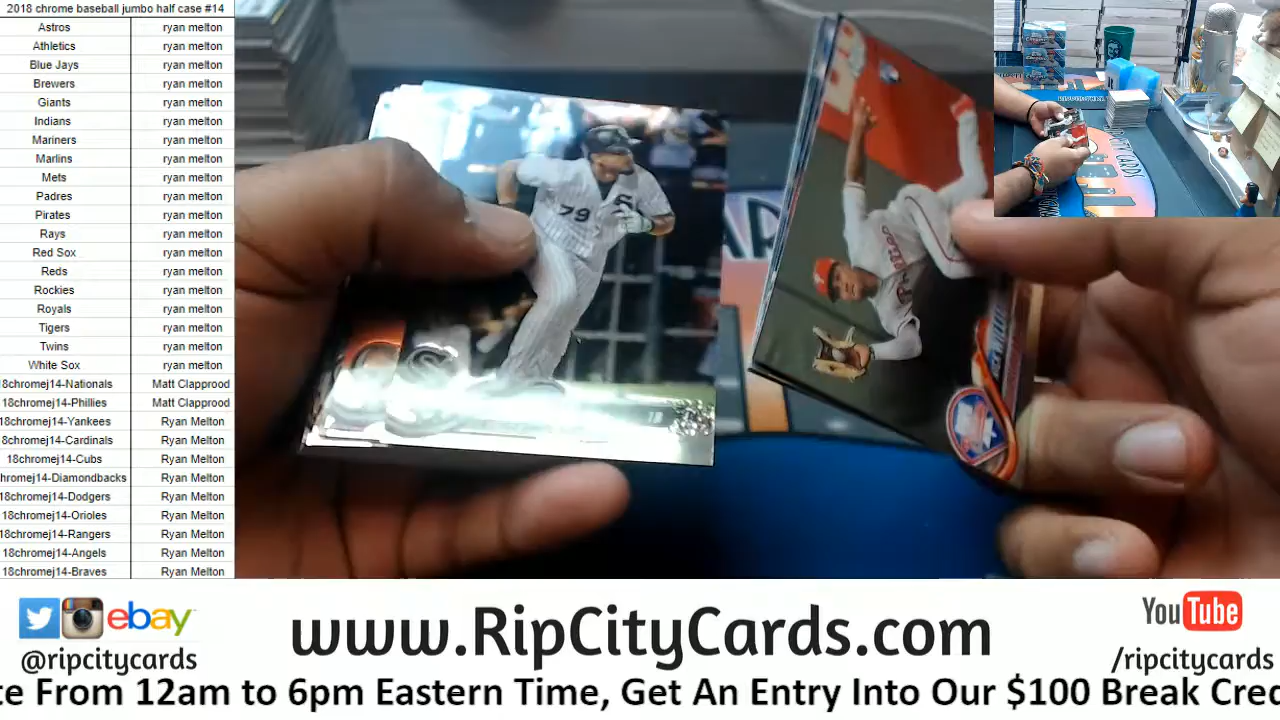 2018 chrome baseball jumbo half case #14
Astros ryan melton
Athletics ryan melton
Blue Jays ryan melton
Brewers ryan melton
Giants ryan melton
Indians ryan melton
Mariners ryan melton
Marlins ryan melton
Mets ryan melton
Padres ryan melton
Pirates ryan melton
Rays ryan melton
Red Sox ryan melton
Reds ryan melton
Rockies ryan melton
Royals ryan melton
Tigers ryan melton
Twins ryan melton
White Sox ryan melton
18chromej14-Nationals Matt Clapprood
18chromej14-Phillies Matt Clapprood
18chromej14-Yankees Ryan Melton
8chromej14-Cardinals Ryan Melton
18chromej14-Cubs Ryan Melton
hromej14-Diamondbacks Ryan Melton
18chromej14-Dodgers Ryan Melton
18chromej14-Orioles Ryan Melton
18chromej14-Rangers Ryan Melton
18chromej14-Angels Ryan Melton
18chromej14-Braves Ryan Melton
79
ebay
@ripcitycards
www.RipCityCards.com
YouTube
/ripcitycards
te From 12am to 6pm Eastern Time, Get An Entry Into Our $100 Break Cred